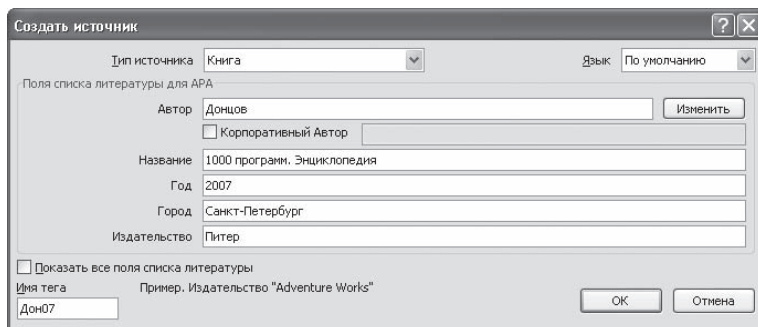 Создать источник
Тип источника Книга Язык По умолчанию
Поля списка литературы для APA
Автор Донцов Изменить
Корпоративный Автор
Название 1000 программ. Энциклопедия
Год 2007
Город Санкт-Петербург
Издательство Питер
Показать все поля списка литературы
Имя тега Пример. Издательство "Adventure Works"
Дон07 ОК Отмена